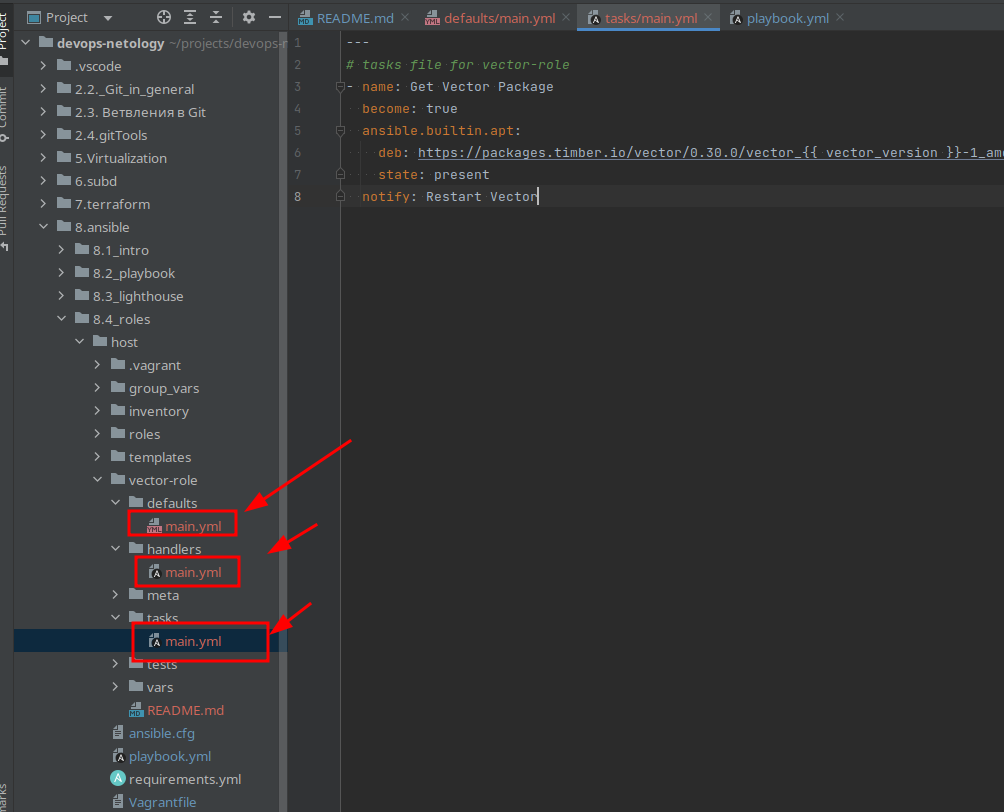 Project
README.md
defaults/main.yml
tasks/main.yml
playbook.yml
Project
Commit
Pull Requests
devops-netology ~/projects/devops-n
.vscode
2.2._Git_in_general
2.3. Ветвления в Git
2.4.gitTools
5.Virtualization
6.subd
7.terraform
8.ansible
8.1_intro
8.2_playbook
8.3_lighthouse
8.4_roles
host
.vagrant
group_vars
inventory
roles
templates
vector-role
defaults
main.yml
handlers
main.yml
meta
tasks
main.yml
tests
vars
README.md
ansible.cfg
playbook.yml
requirements.yml
Vagrantfile
1 ---
2 # tasks file for vector-role
3 - name: Get Vector Package
4 become: true
5 ansible.builtin.apt:
6 deb: https://packages.timber.io/vector/0.30.0/vector_{{ vector_version }}-1_amd
7 state: present
8 notify: Restart Vector